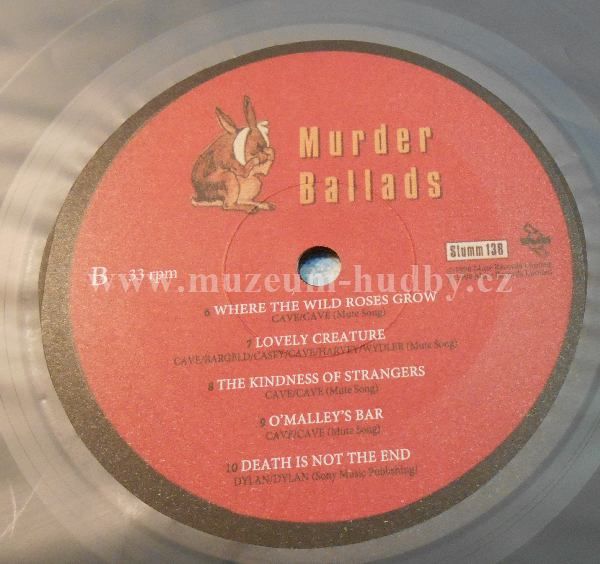 Murder
Ballads
Stumm 138
B 33 rpm
www.muzeum-hudby.cz
6 WHERE THE WILD ROSES GROW
CAVE/CAVE (Mute Song)
7 LOVELY CREATURE
CAVE/BARGELD/CASEY/CAVE/HARVEY/WYDLER (Mute Song)
8 THE KINDNESS OF STRANGERS
CAVE/CAVE (Mute Song)
9 O'MALLEY'S BAR
CAVE/CAVE (Mute Song)
10 DEATH IS NOT THE END
DYLAN/DYLAN (Sony Music Publishing)